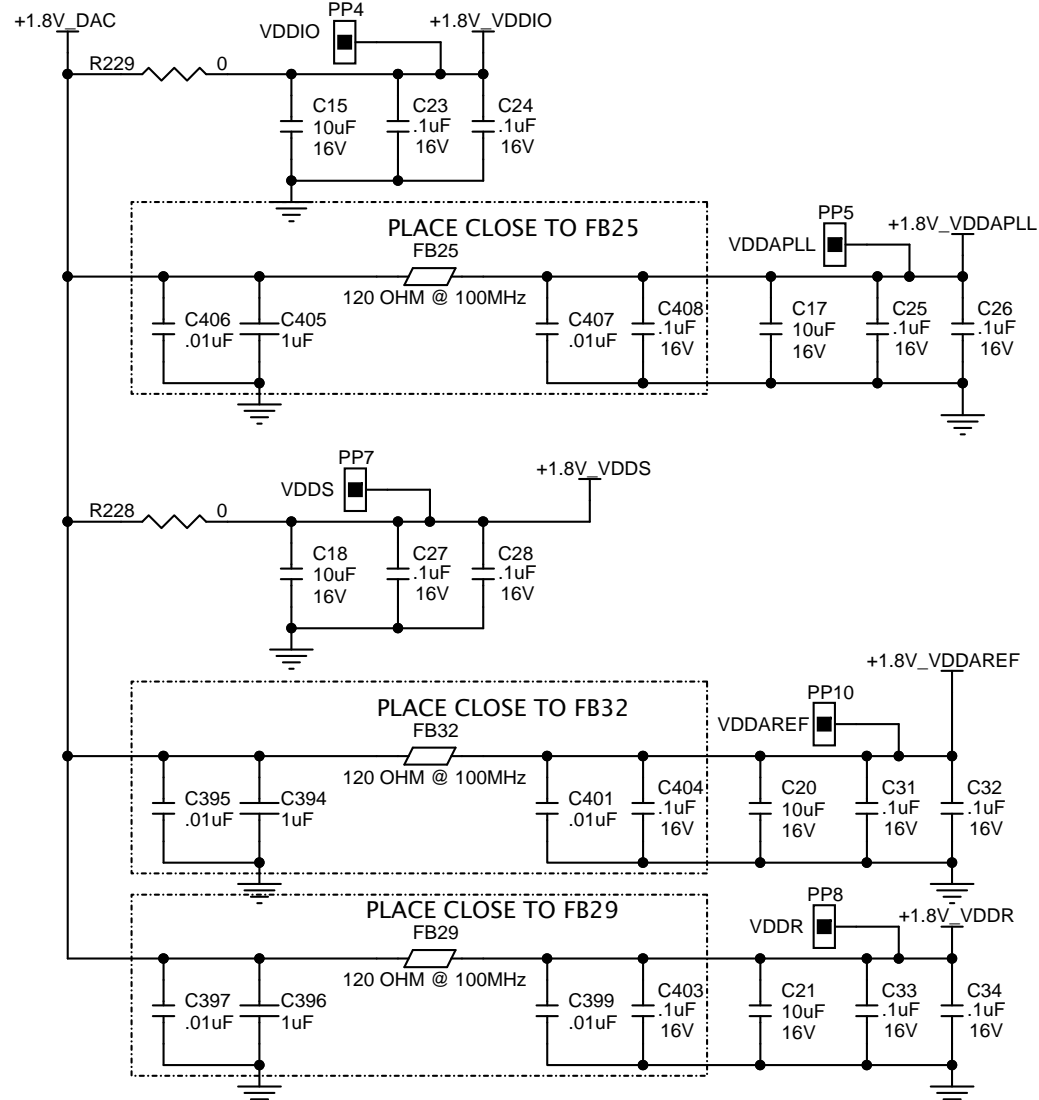 +1.8V_DAC
PP4
VDDIO
+1.8V_VDDIO
R229 0
C15
10uF
16V
C23
.1uF
16V
C24
.1uF
16V
PLACE CLOSE TO FB25
FB25
120 OHM @ 100MHz
PP5
VDDAPLL
+1.8V_VDDAPLL
C406
.01uF
C405
1uF
C407
.01uF
C408
.1uF
16V
C17
10uF
16V
C25
.1uF
16V
C26
.1uF
16V
PP7
VDDS
+1.8V_VDDS
R228 0
C18
10uF
16V
C27
.1uF
16V
C28
.1uF
16V
+1.8V_VDDAREF
PLACE CLOSE TO FB32
FB32
120 OHM @ 100MHz
PP10
VDDAREF
C395
.01uF
C394
1uF
C401
.01uF
C404
.1uF
16V
C20
10uF
16V
C31
.1uF
16V
C32
.1uF
16V
PLACE CLOSE TO FB29
FB29
120 OHM @ 100MHz
PP8
VDDR
+1.8V_VDDR
C397
.01uF
C396
1uF
C399
.01uF
C403
.1uF
16V
C21
10uF
16V
C33
.1uF
16V
C34
.1uF
16V